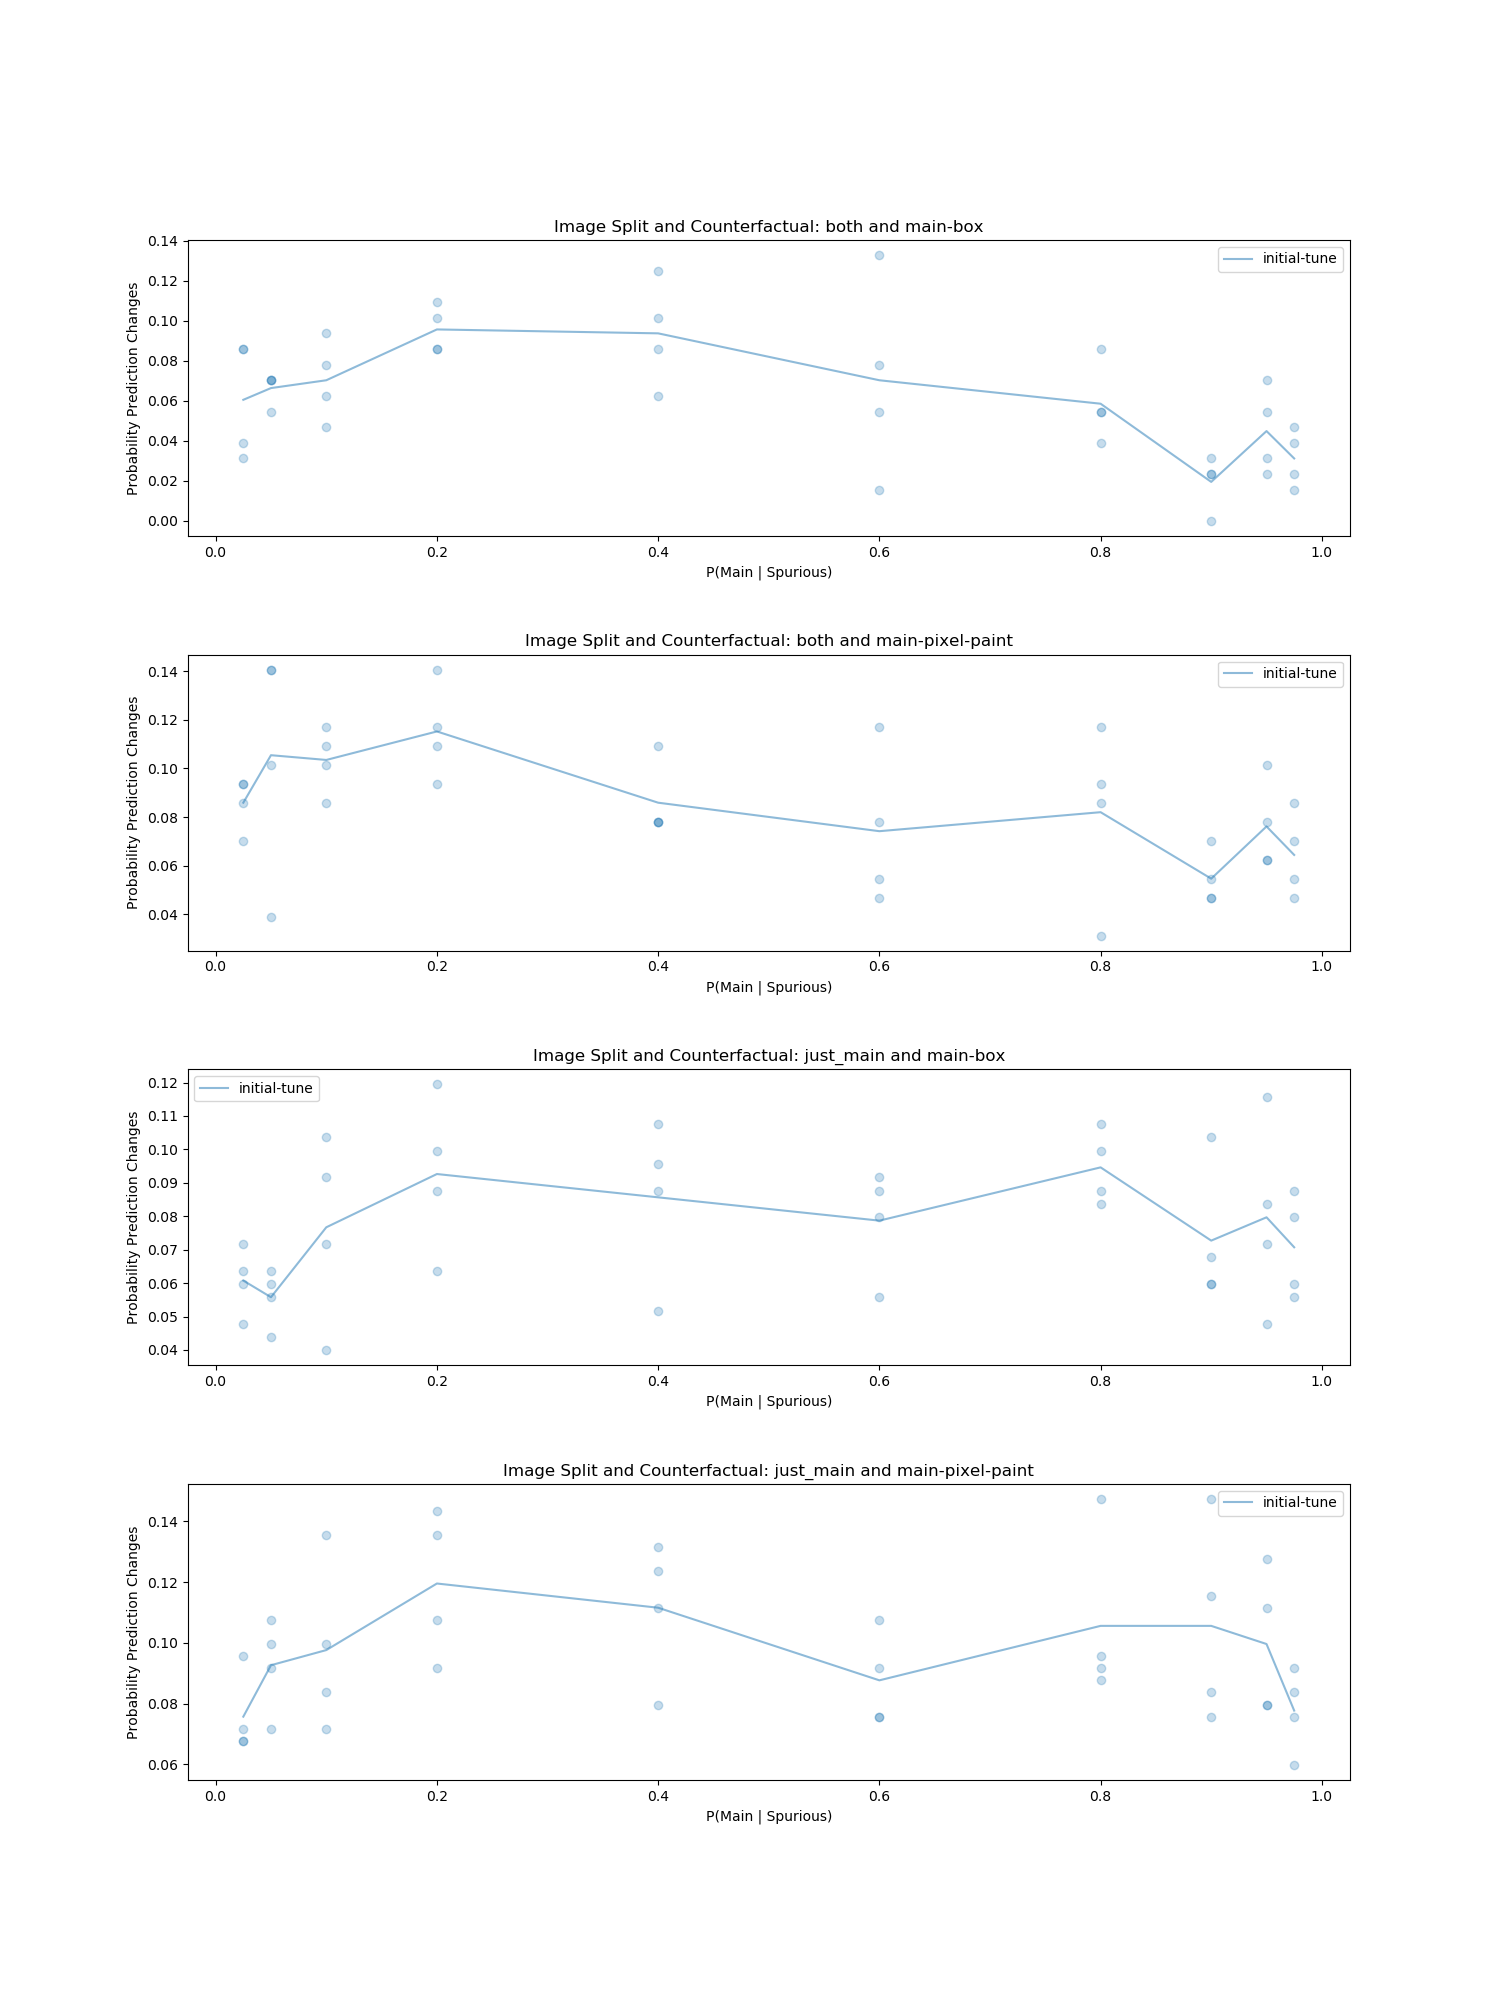 Image Split and Counterfactual: both and main-box
Probability Prediction Changes
0.14
0.12
0.10
0.08
0.06
0.04
0.02
0.00
initial-tune
0.0 0.2 0.4 0.6 0.8 1.0
P(Main | Spurious)
Image Split and Counterfactual: both and main-pixel-paint
Probability Prediction Changes
0.14
0.12
0.10
0.08
0.06
0.04
initial-tune
0.0 0.2 0.4 0.6 0.8 1.0
P(Main | Spurious)
Image Split and Counterfactual: just_main and main-box
Probability Prediction Changes
0.12
0.11
0.10
0.09
0.08
0.07
0.06
0.05
0.04
initial-tune
0.0 0.2 0.4 0.6 0.8 1.0
P(Main | Spurious)
Image Split and Counterfactual: just_main and main-pixel-paint
Probability Prediction Changes
0.14
0.12
0.10
0.08
0.06
initial-tune
0.0 0.2 0.4 0.6 0.8 1.0
P(Main | Spurious)